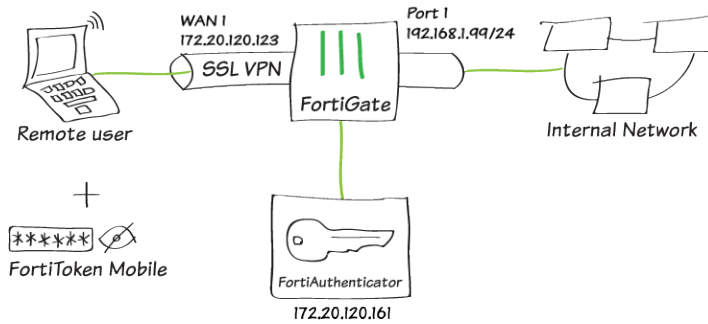 WAN 1
172.20.120.123
Port 1
192.168.1.99/24
SSL VPN
FortiGate
Remote user
Internal Network
******
FortiToken Mobile
FortiAuthenticator
172.20.120.161